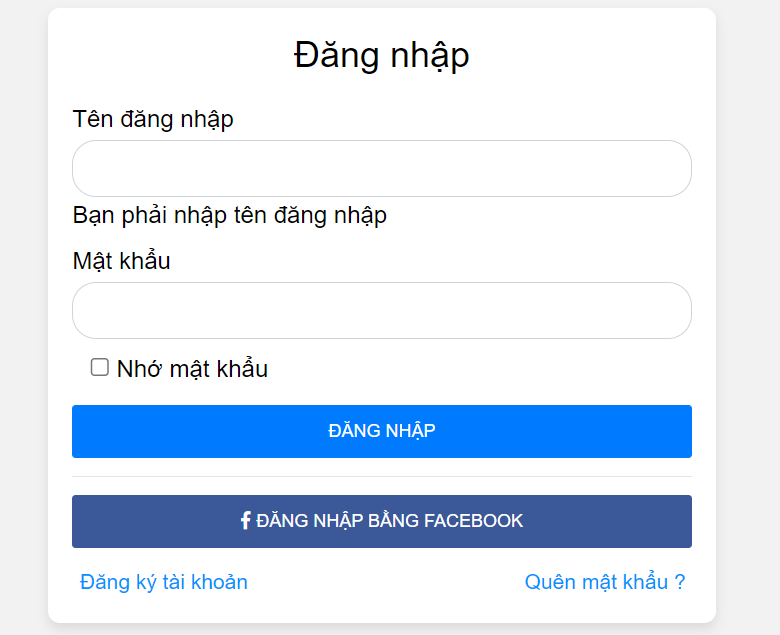 Đăng nhập
Tên đăng nhập
Bạn phải nhập tên đăng nhập
Mật khẩu
Nhớ mật khẩu
ĐĂNG NHẬP
ĐĂNG NHẬP BẰNG FACEBOOK
Đăng ký tài khoản
Quên mật khẩu ?